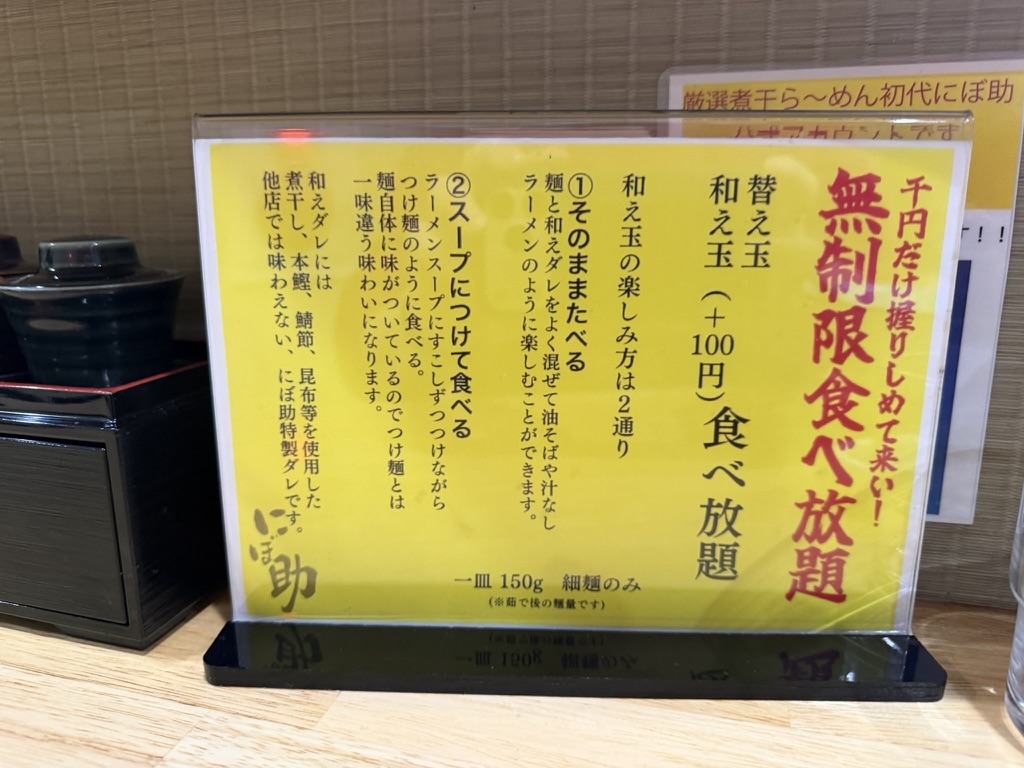 千円だけ握りしめて来い!
無制限食べ放題
替え玉
和え玉（+100円）食べ放題
和え玉の楽しみ方は2通り
①そのままたべる
麺と和えダレをよく混ぜて油そばや汁なし
ラーメンのように楽しむことができます。
②スープにつけて食べる
ラーメンスープにすこしずつつけながら
つけ麺のように食べる。
麺自体に味がついているのでつけ麺とは
一味違う味わいになります。
和えダレには
煮干し、本鰹、鯖節、昆布等を使用した
他店では味わえない、にぼ助特製ダレです。
一皿 150g 細麺のみ
(※茹で後の麺量です)
にぼ助
厳選煮干ら〜めん初代にぼ助
アカウントです
!!